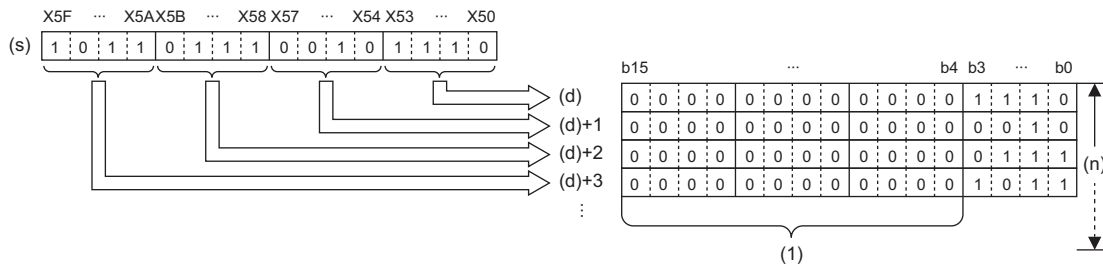 X5F ··· X5A X5B ··· X58 X57 ··· X54 X53 ··· X50
(s) 1 0 1 1 0 1 1 1 0 0 1 0 1 1 1 0
b15 ··· b4 b3 ··· b0
(d) 0 0 0 0 0 0 0 0 0 0 0 0 1 1 1 0
(d)+1 0 0 0 0 0 0 0 0 0 0 0 0 0 0 1 0
(d)+2 0 0 0 0 0 0 0 0 0 0 0 0 0 1 1 1
(d)+3 0 0 0 0 0 0 0 0 0 0 0 0 1 0 1 1
(n)
⋮
(1)